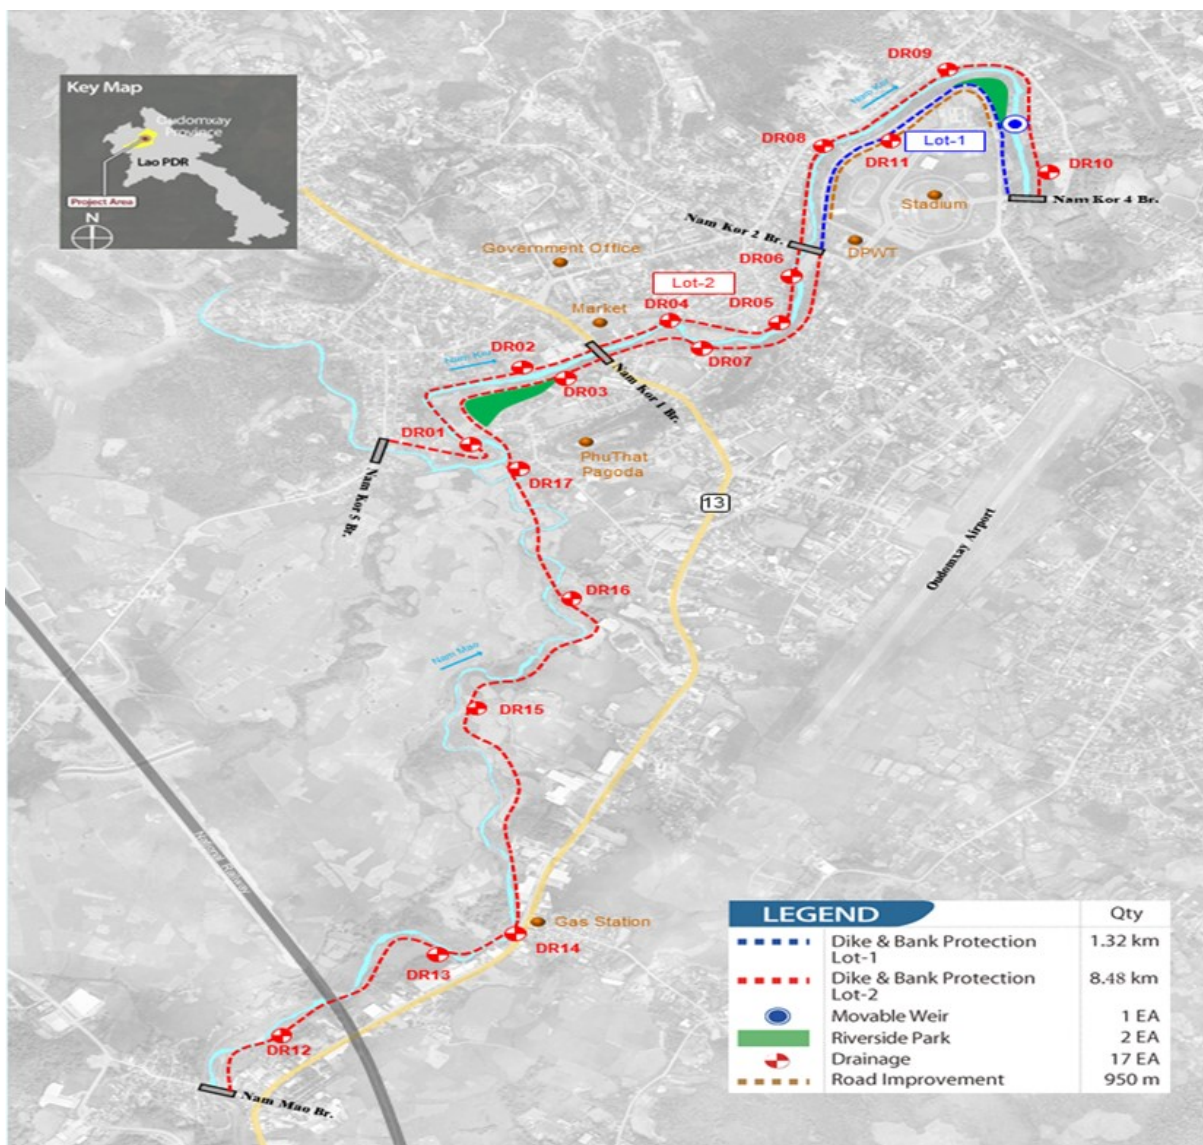 Key Map
Oudomxay
Province
Lao PDR
Project Area
N
DR09
Nam Kor
DR08
Lot-1
DR11
DR10
Stadium
Nam Kor 4 Br.
Nam Kor 2 Br.
DPWT
Government Office
DR06
Lot-2
Market
DR04
DR05
DR02
DR07
Nam Kor
DR03
Nam Kor 1 Br.
DR01
PhuThat
Pagoda
DR17
Nam Kor 5 Br.
13
Oudomxay Airport
DR16
Nam Mao
DR15
National Railway
Gas Station
DR14
DR13
DR12
Nam Mao Br.
LEGEND
Qty
Dike & Bank Protection
Lot-1
1.32 km
Dike & Bank Protection
Lot-2
8.48 km
Movable Weir
1 EA
Riverside Park
2 EA
Drainage
17 EA
Road Improvement
950 m